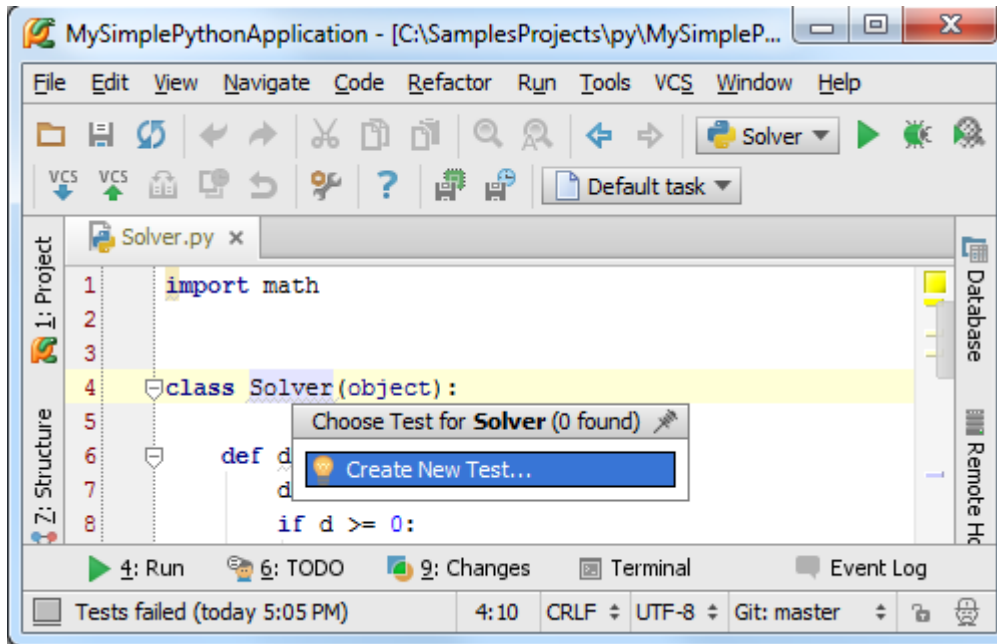 MySimplePythonApplication - [C:\SamplesProjects\py\MySimpleP...
File Edit View Navigate Code Refactor Run Tools VCS Window Help
Solver
VCS VCS ? Default task
Solver.py
1: Project
Z: Structure
1 import math
2
3
4 class Solver(object):
5
6 def d
7 d
8 if d >= 0:
Choose Test for Solver (0 found)
Create New Test...
Database
Remote Ho
4: Run 6: TODO 9: Changes Terminal Event Log
Tests failed (today 5:05 PM) 4:10 CRLF UTF-8 Git: master